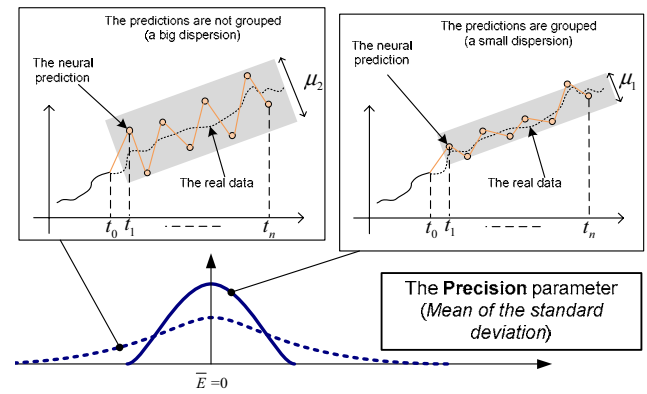 The predictions are not grouped
(a big dispersion)
The neural
prediction
μ2
The real data
t0 t1 tn
The predictions are grouped
(a small dispersion)
The neural
prediction
μ1
The real data
t0 t1 tn
The Precision parameter
(Mean of the standard
deviation)
E̅ =0